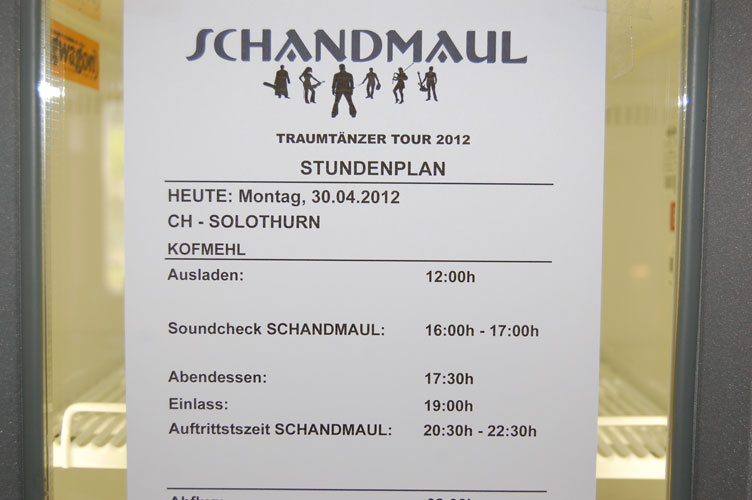 SCHANDMAUL
TRAUMTÄNZER TOUR 2012
STUNDENPLAN
HEUTE: Montag, 30.04.2012
CH - SOLOTHURN
KOFMEHL
Ausladen: 12:00h
Soundcheck SCHANDMAUL: 16:00h - 17:00h
Abendessen: 17:30h
Einlass: 19:00h
Auftrittstszeit SCHANDMAUL: 20:30h - 22:30h